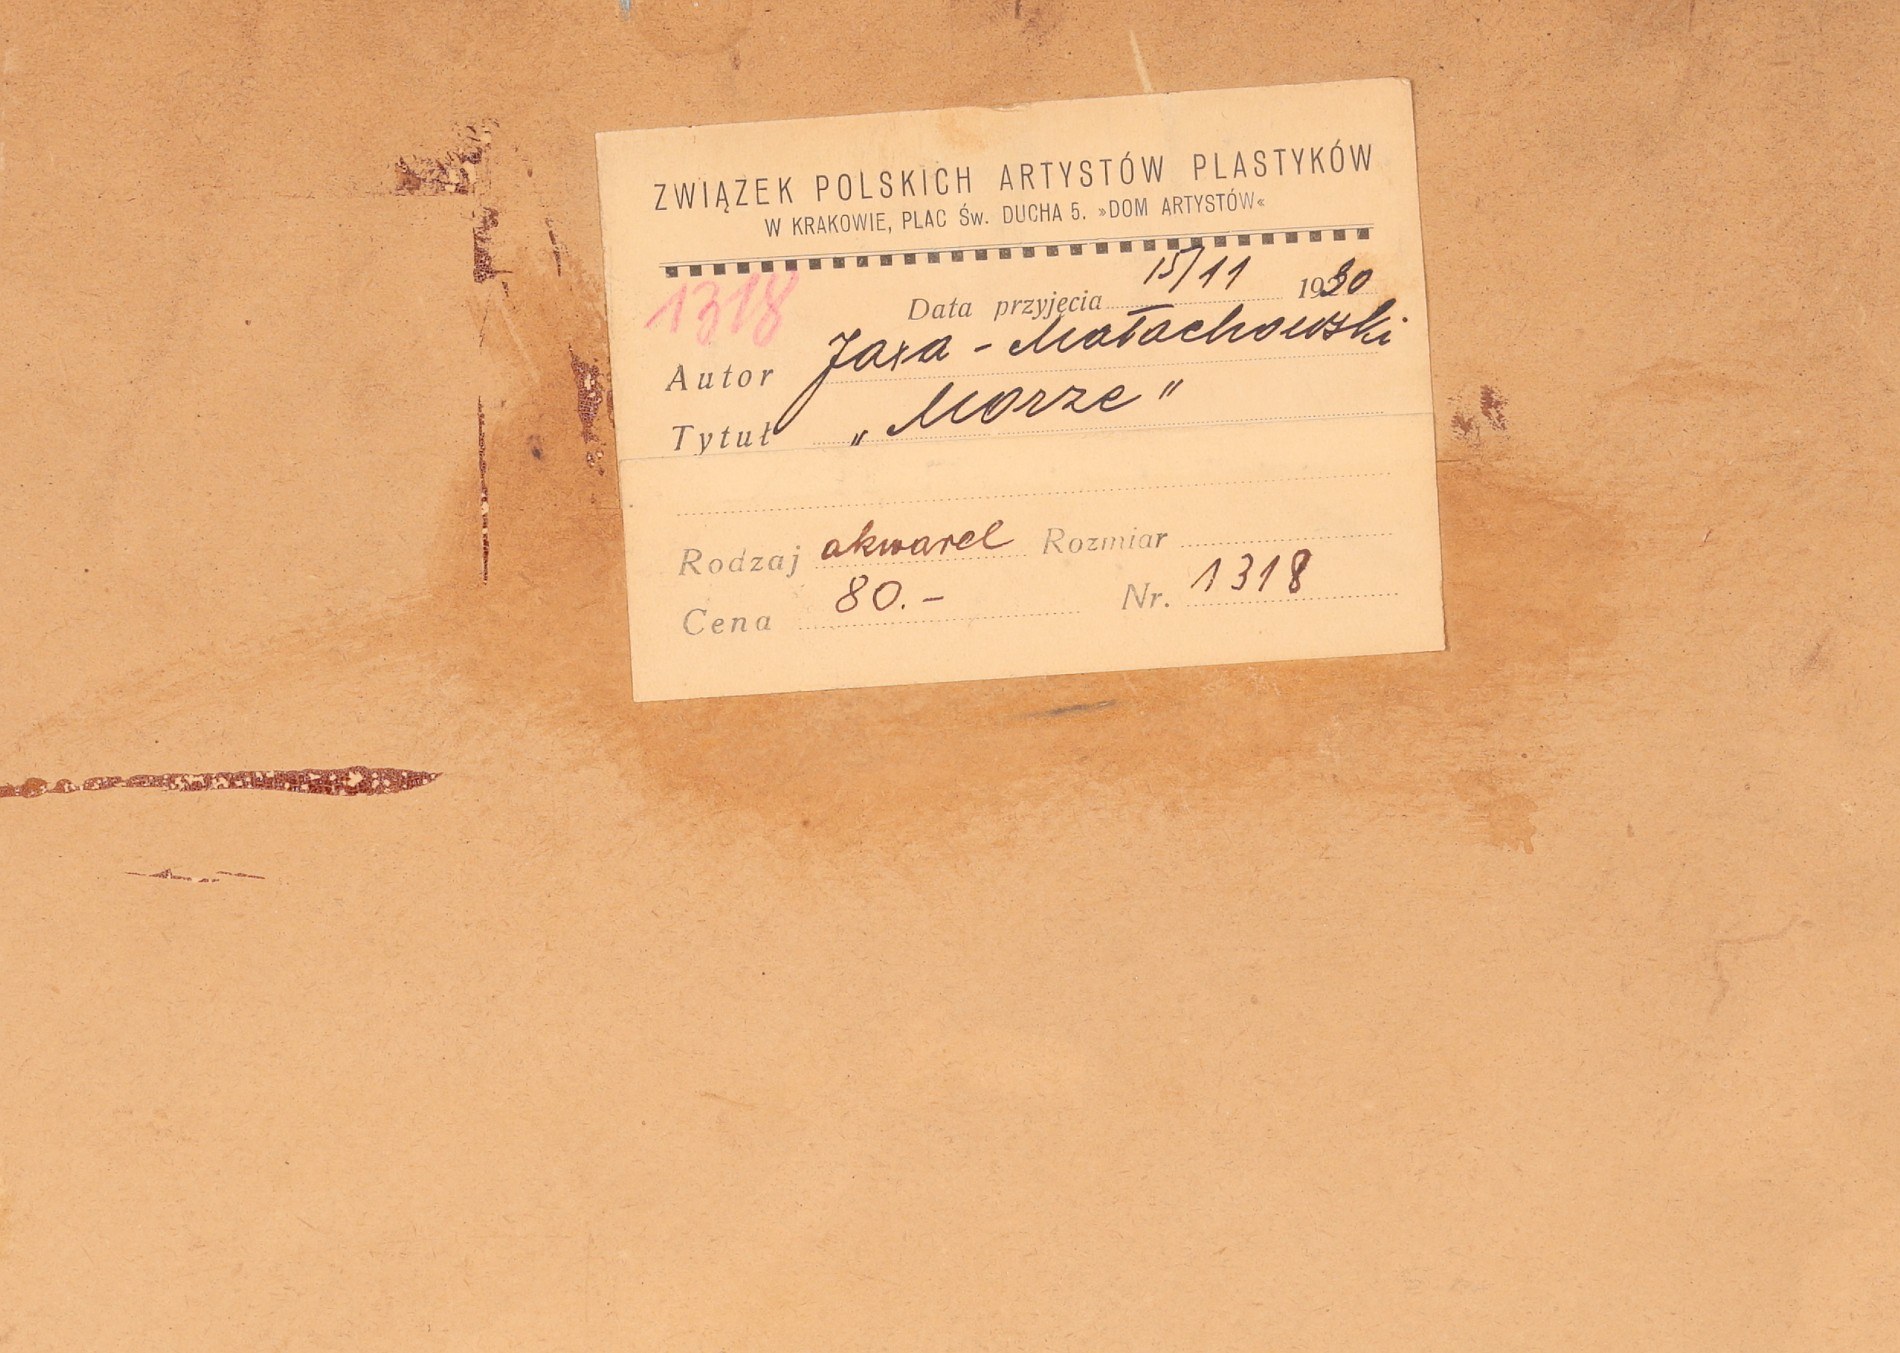 ZWIĄZEK POLSKICH ARTYSTÓW PLASTYKÓW
W KRAKOWIE, PLAC ŚW. DUCHA 5. »DOM ARTYSTÓW«
1318
Data przyjęcia 15/11 1930
Autor Jaxa - Małachowski
Tytuł „Morze"
Rodzaj akwarel Rozmiar
Cena 80.- Nr. 1318